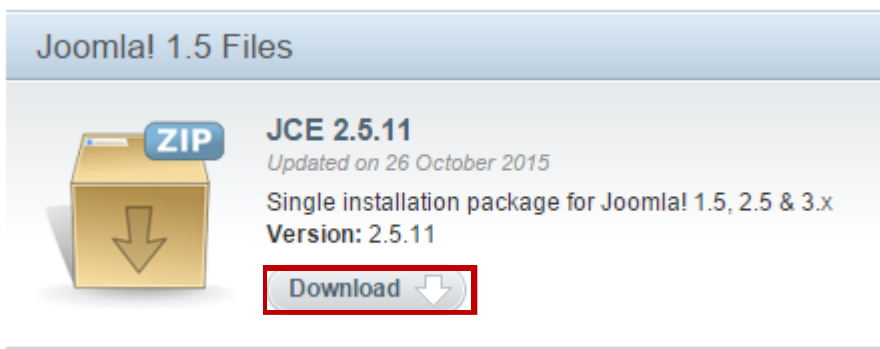 Joomla! 1.5 Files
ZIP
JCE 2.5.11
Updated on 26 October 2015
Single installation package for Joomla! 1.5, 2.5 & 3.x
Version: 2.5.11
Download